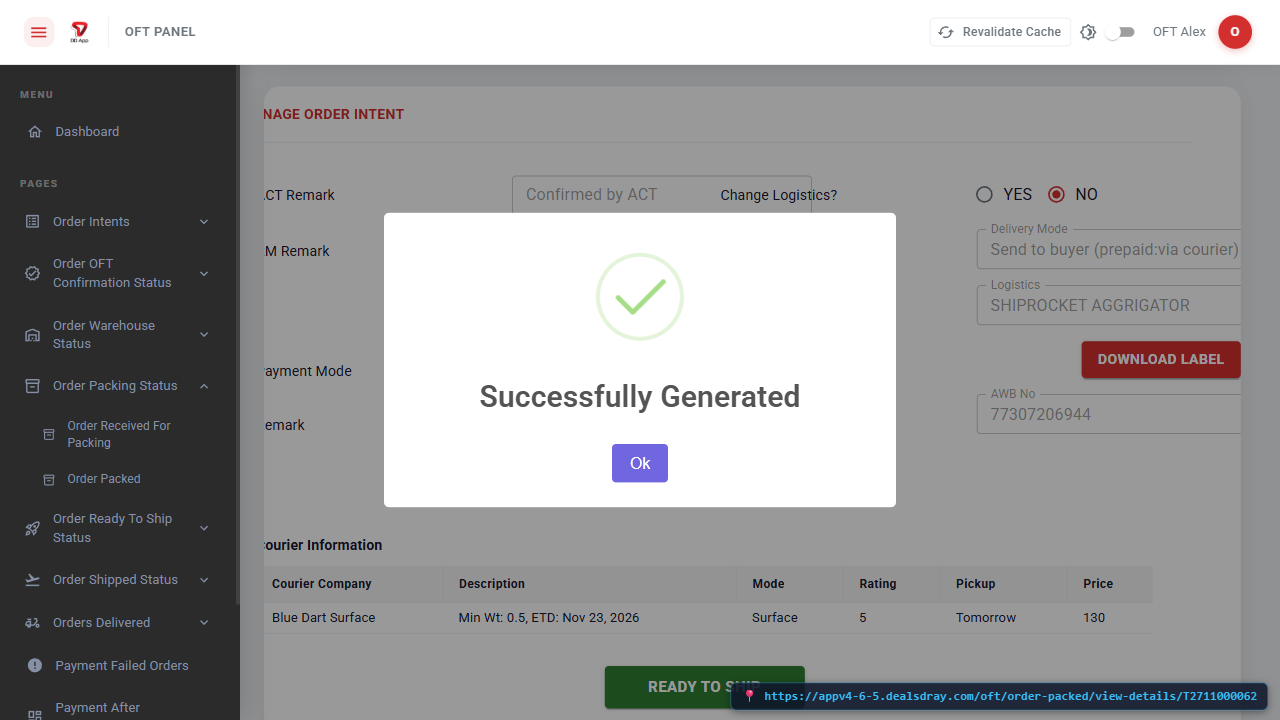 DD App
OFT PANEL
Revalidate Cache
OFT Alex
O
MENU
Dashboard
PAGES
Order Intents
Order OFT
Confirmation Status
Order Warehouse
Status
Order Packing Status
Order Received For
Packing
Order Packed
Order Ready To Ship
Status
Order Shipped Status
Orders Delivered
Payment Failed Orders
Payment After
NAGE ORDER INTENT
CT Remark
Confirmed by ACT
Change Logistics?
YES
NO
M Remark
Delivery Mode
Send to buyer (prepaid:via courier)
Logistics
SHIPROCKET AGGRIGATOR
ayment Mode
DOWNLOAD LABEL
AWB No
77307206944
emark
Successfully Generated
Ok
ourier Information
Courier Company Description Mode Rating Pickup Price
Blue Dart Surface Min Wt: 0.5, ETD: Nov 23, 2026 Surface 5 Tomorrow 130
READY TO SHIP
https://appv4-6-5.dealsdray.com/oft/order-packed/view-details/T2711000062